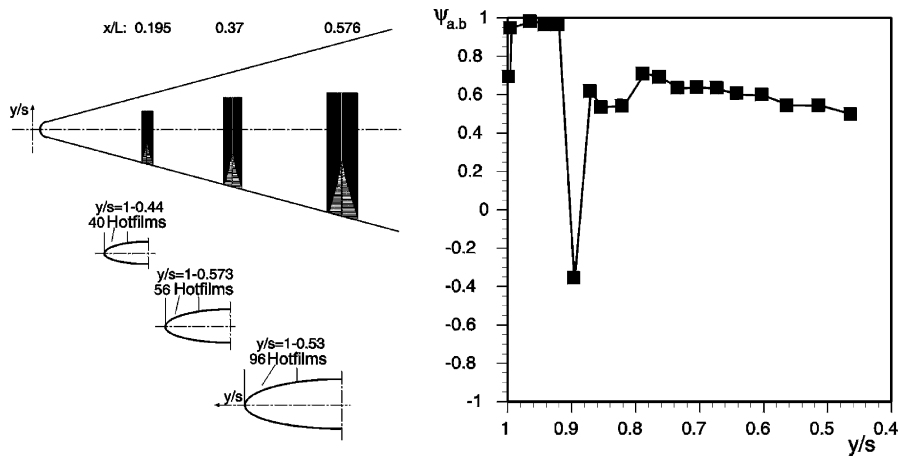 x/L: 0.195 0.37 0.576
y/s
y/s=1-0.44
40 Hotfilms
y/s=1-0.573
56 Hotfilms
y/s=1-0.53
96 Hotfilms
y/s
Ψa.b
1
0.8
0.6
0.4
0.2
0
-0.2
-0.4
-0.6
-0.8
-1
1 0.9 0.8 0.7 0.6 0.5 0.4
y/s